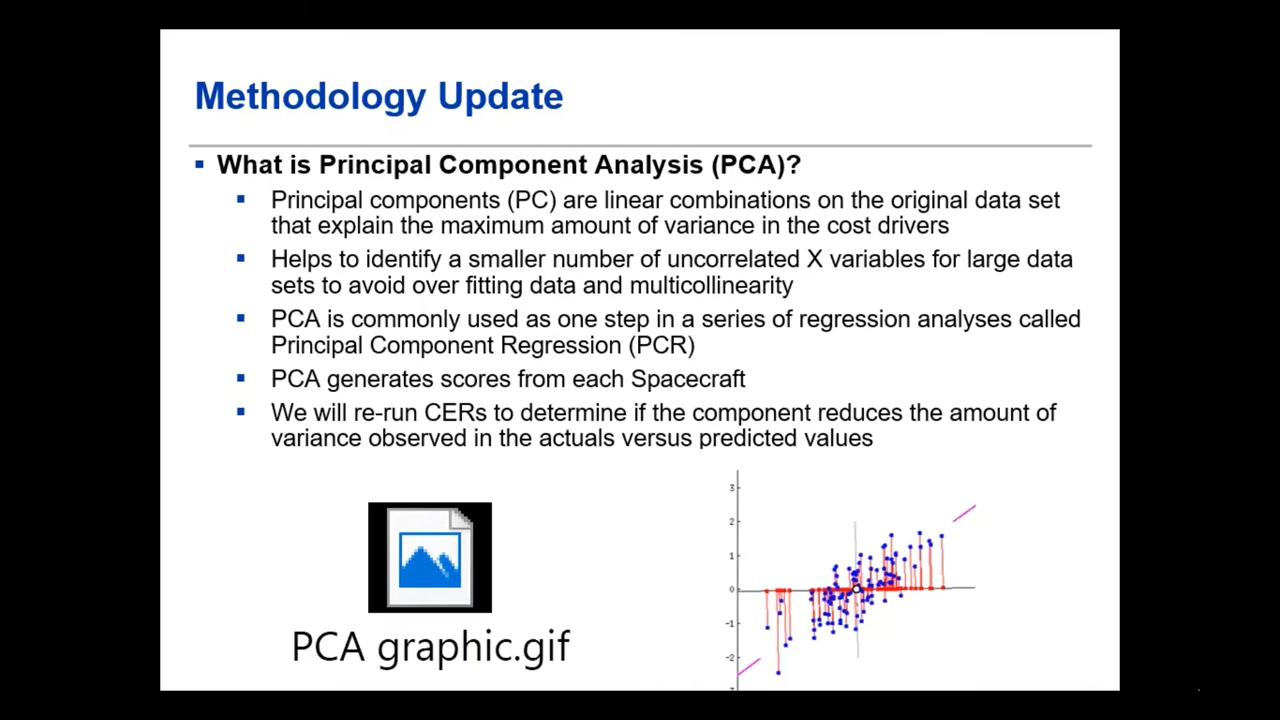 Methodology Update
▪ What is Principal Component Analysis (PCA)?
▪ Principal components (PC) are linear combinations on the original data set
that explain the maximum amount of variance in the cost drivers
▪ Helps to identify a smaller number of uncorrelated X variables for large data
sets to avoid over fitting data and multicollinearity
▪ PCA is commonly used as one step in a series of regression analyses called
Principal Component Regression (PCR)
▪ PCA generates scores from each Spacecraft
▪ We will re-run CERs to determine if the component reduces the amount of
variance observed in the actuals versus predicted values
PCA graphic.gif
3
2
1
0
-1
-2